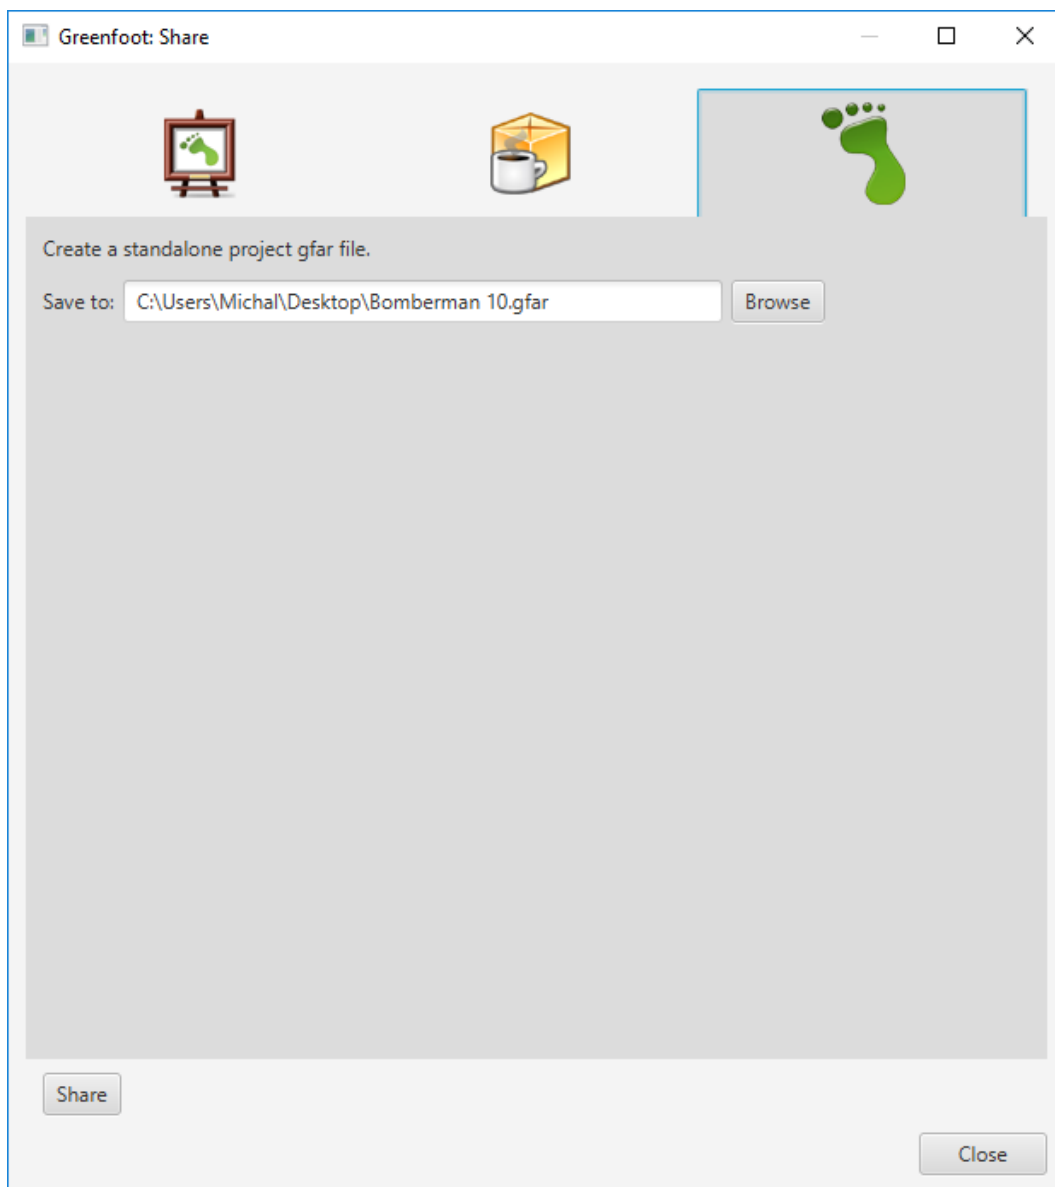 Greenfoot: Share
Create a standalone project gfar file.
Save to: C:\Users\Michal\Desktop\Bomberman 10.gfar Browse
Share
Close